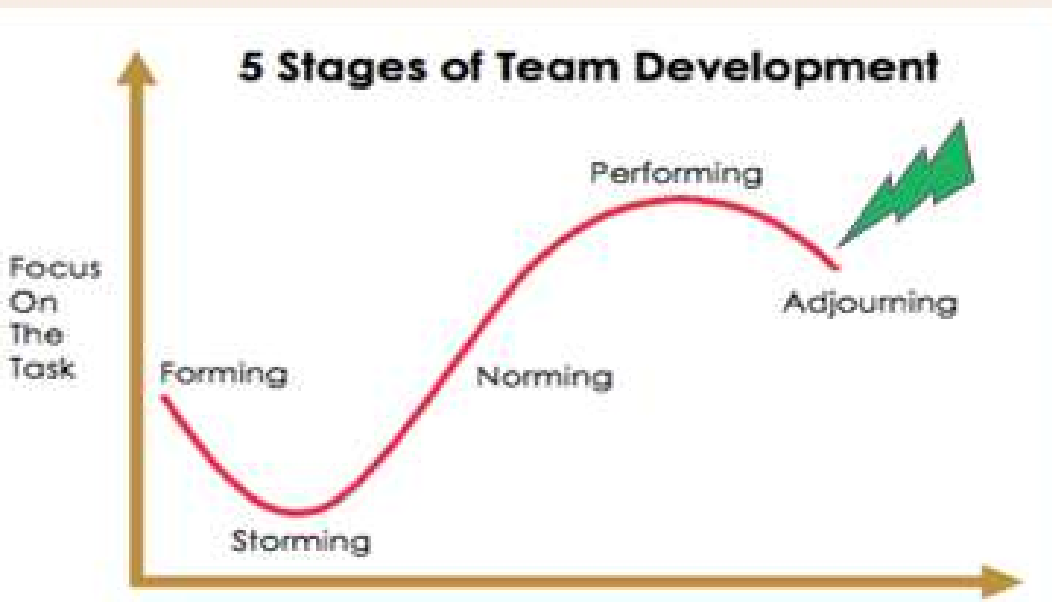 5 Stages of Team Development
Performing
Focus
On
The
Task
Adjourning
Forming
Norming
Storming